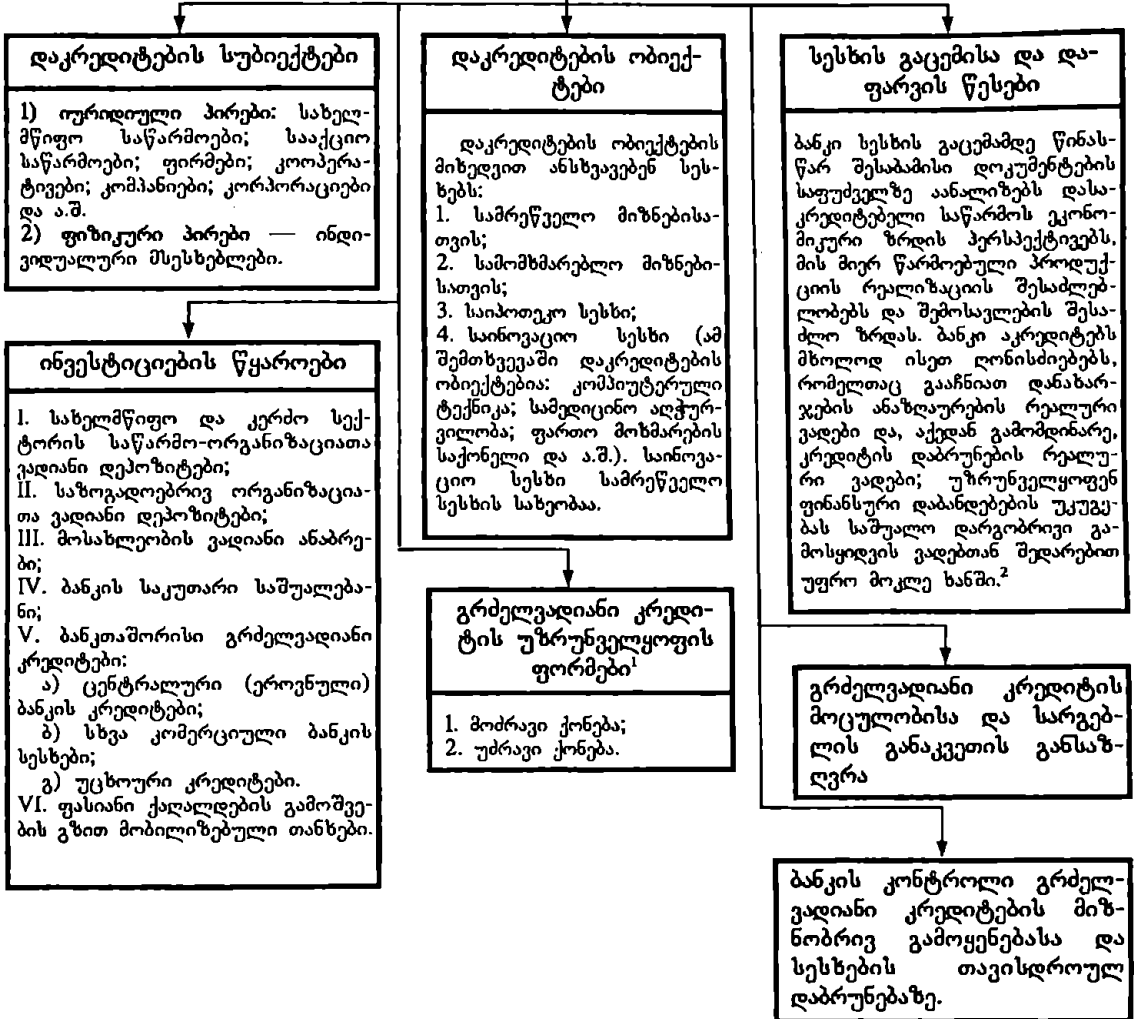 დაკრედიტების სუბიექტები
1) იურიდიული პირები: სახელ-
მწიფო საწარმოები; სააქციო
საწარმოები; ფირმები; კოოპერა-
ტივები; კომპანიები; კორპორაციები
და ა.შ.
2) ფიზიკური პირები — ინდი-
ვიდუალური მსესხებლები.
ინვესტიციების წყაროები
I. სახელმწიფო და კერძო სექ-
ტორის საწარმო-ორგანიზაციათა
ვადიანი დეპოზიტები;
II. საზოგადოებრივ ორგანიზაცია-
თა ვადიანი დეპოზიტები;
III. მოსახლეობის ვადიანი ანაბრე-
ბი;
IV. ბანკის საკუთარი საშუალება-
ნი;
V. ბანკთაშორისი გრძელვადიანი
კრედიტები:
ა) ცენტრალური (ეროვნული)
ბანკის კრედიტები;
ბ) სხვა კომერციული ბანკის
სესხები;
გ) უცხოური კრედიტები.
VI. ფასიანი ქაღალდების გამოშვე-
ბის გზით მობილიზებული თანხები.
დაკრედიტების ობიექ-
ტები
დაკრედიტების ობიექტების
მიხედვით ანსხვავებენ სეს-
ხებს:
1. სამრეწველო მიზნებისა-
თვის;
2. სამომხმარებლო მიზნები-
სათვის;
3. საიპოთეკო სესხი;
4. საინოვაციო სესხი (ამ
შემთხვევაში დაკრედიტების
ობიექტებია: კომპიუტერული
ტექნიკა; სამედიცინო აღჭურ-
ვილობა; ფართო მოხმარების
საქონელი და ა.შ.). საინოვა-
ციო სესხი სამრეწველო
სესხის სახეობაა.
გრძელვადიანი კრედი-
ტის უზრუნველყოფის
ფორმები¹
1. მოძრავი ქონება;
2. უძრავი ქონება.
სესხის გაცემისა და და-
ფარვის წესები
ბანკი სესხის გაცემამდე წინას-
წარ შესაბამისი დოკუმენტების
საფუძველზე აანალიზებს დასა-
კრედიტებელი საწარმოს ეკონო-
მიკური ზრდის პერსპექტივებს,
მის მიერ წარმოებული პროდუქ-
ციის რეალიზაციის შესაძლებ-
ლობებს და შემოსავლების შესა-
ძლო ზრდას. ბანკი აკრედიტებს
მხოლოდ ისეთ ღონისძიებებს,
რომელთაც გააჩნიათ დანახარ-
ჯების ანაზღაურების რეალური
ვადები და, აქედან გამომდინარე,
კრედიტის დაბრუნების რეალუ-
რი ვადები; უზრუნველყოფენ
ფინანსური დაბანდებების უკუგე-
ბას საშუალო დარგობრივი გა-
მოსყიდვის ვადებთან შედარებით
უფრო მოკლე ხანში.²
გრძელვადიანი კრედიტის
მოცულობისა და სარგებ-
ლის განაკვეთის განსაზ-
ღვრა
ბანკის კონტროლი გრძელ-
ვადიანი კრედიტების მიზ-
ნობრივ გამოყენებასა და
სესხების თავისდროულ
დაბრუნებაზე.